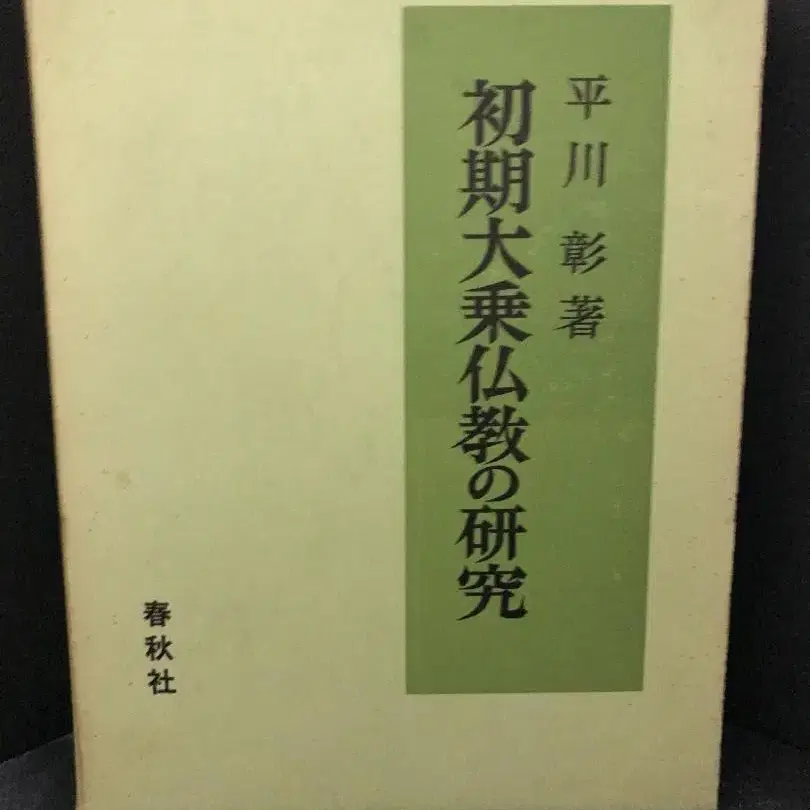 平川 彰著
初期大乗仏教の研究
春秋社